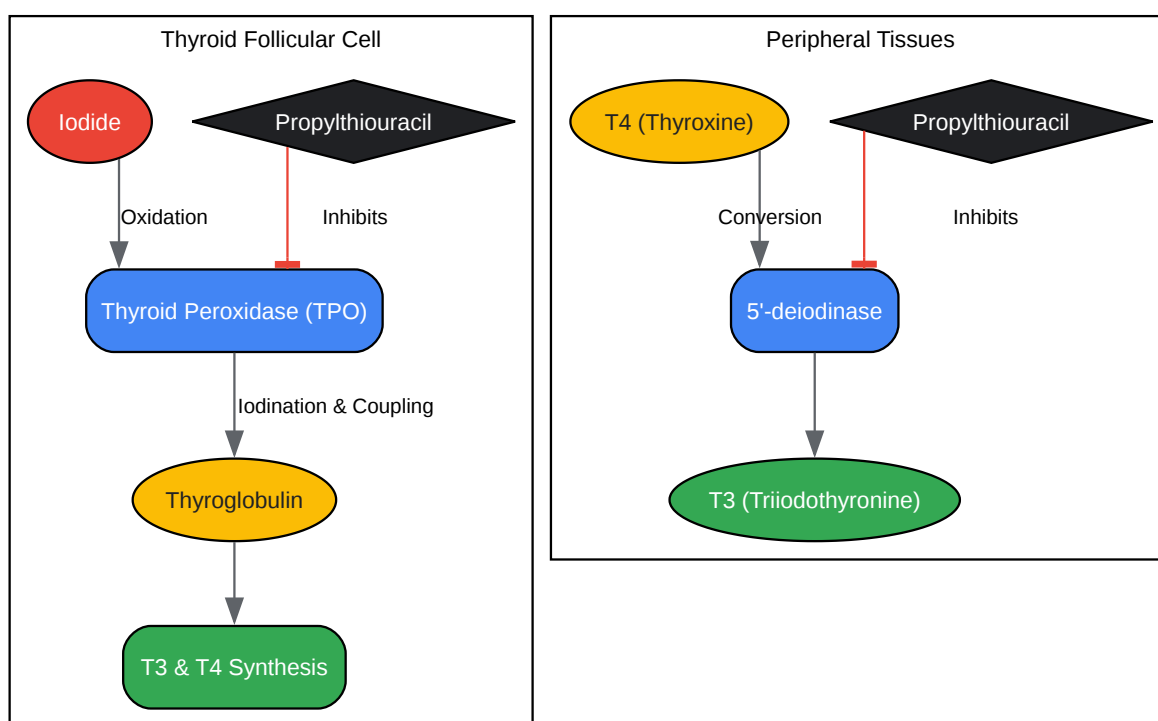 Thyroid Follicular Cell
Iodide
Propylthiouracil
Oxidation
Inhibits
Thyroid Peroxidase (TPO)
Iodination & Coupling
Thyroglobulin
T3 & T4 Synthesis
Peripheral Tissues
T4 (Thyroxine)
Propylthiouracil
Conversion
Inhibits
5'-deiodinase
T3 (Triiodothyronine)